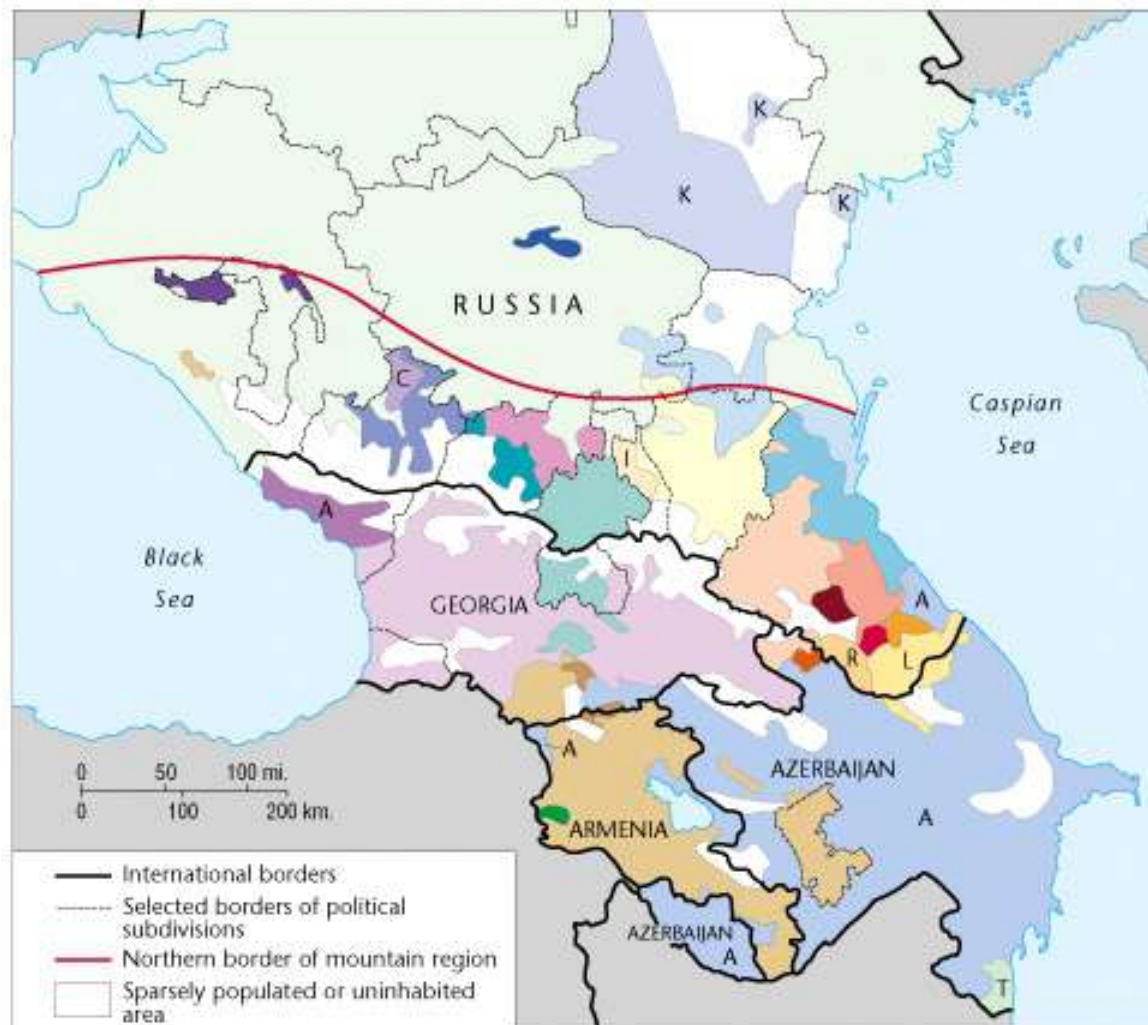 K
K
K
RUSSIA
C
Caspian
Sea
I
A
Black
Sea
GEORGIA
A
R
L
A
AZERBAIJAN
A
ARMENIA
AZERBAIJAN
A
T
0 50 100 mi.
0 100 200 km.
International borders
Selected borders of political
subdivisions
Northern border of mountain region
Sparsely populated or uninhabited
area